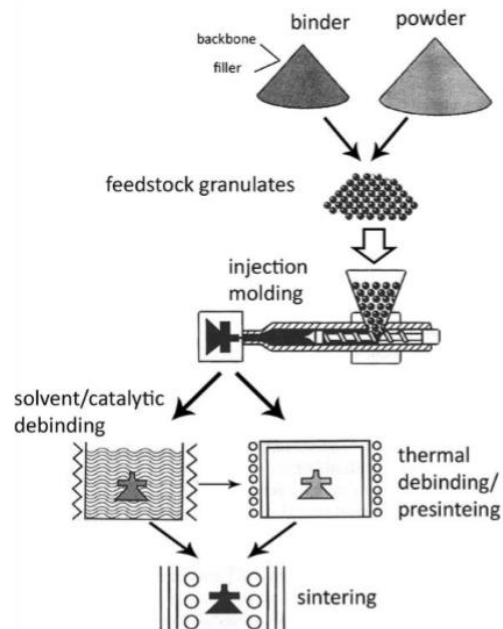 binder
powder
backbone
filler
feedstock granulates
injection
molding
solvent/catalytic
debinding
thermal
debinding/
presinteing
sintering